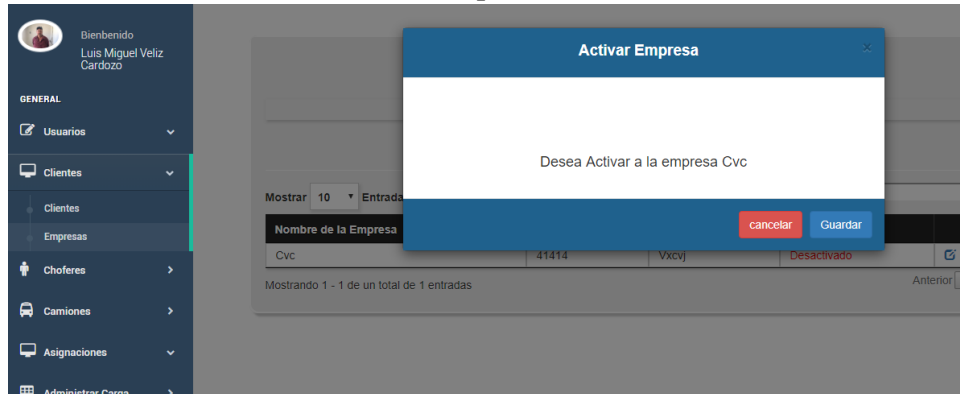 Bienbenido
Luis Miguel Veliz
Cardozo
GENERAL
Usuarios
Clientes
Clientes
Empresas
Choferes
Camiones
Asignaciones
Administrar Carga
Activar Empresa
×
Desea Activar a la empresa Cvc
cancelar Guardar
Mostrar 10 Entrada
Nombre de la Empresa
Cvc 41414 Vxcvj Desactivado
Mostrando 1 - 1 de un total de 1 entradas
Anterior